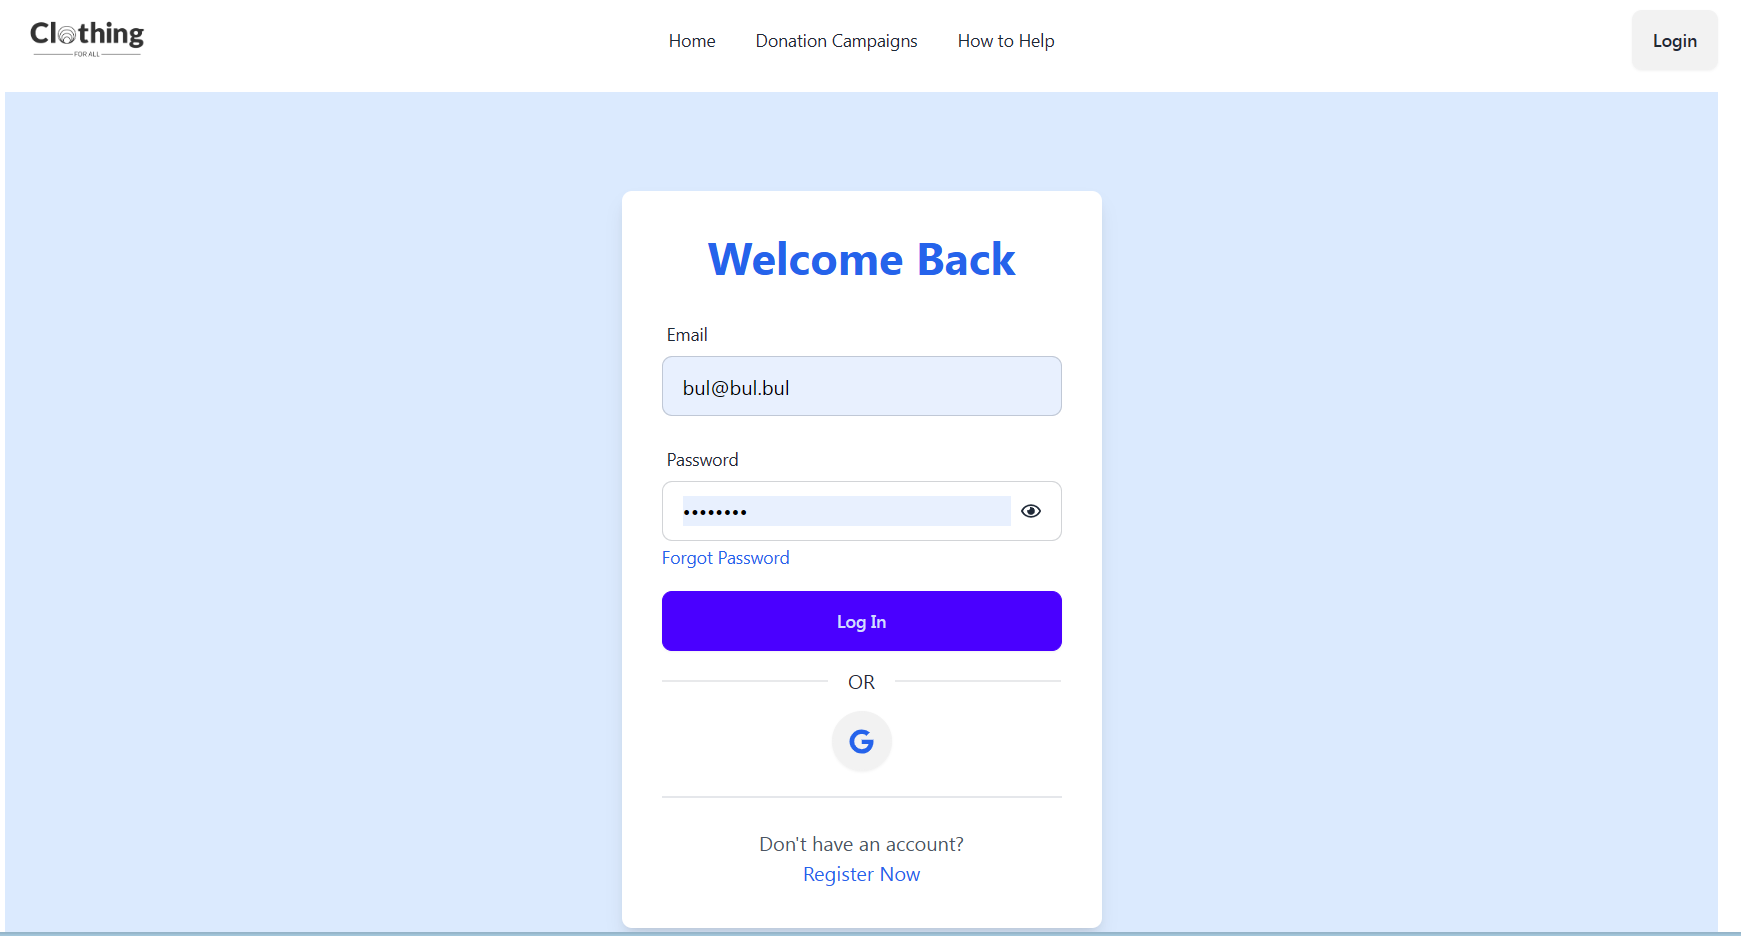 Clothing
FOR ALL
Home Donation Campaigns How to Help
Login
Welcome Back
Email
bul@bul.bul
Password
••••••••
Forgot Password
Log In
OR
G
Don't have an account?
Register Now